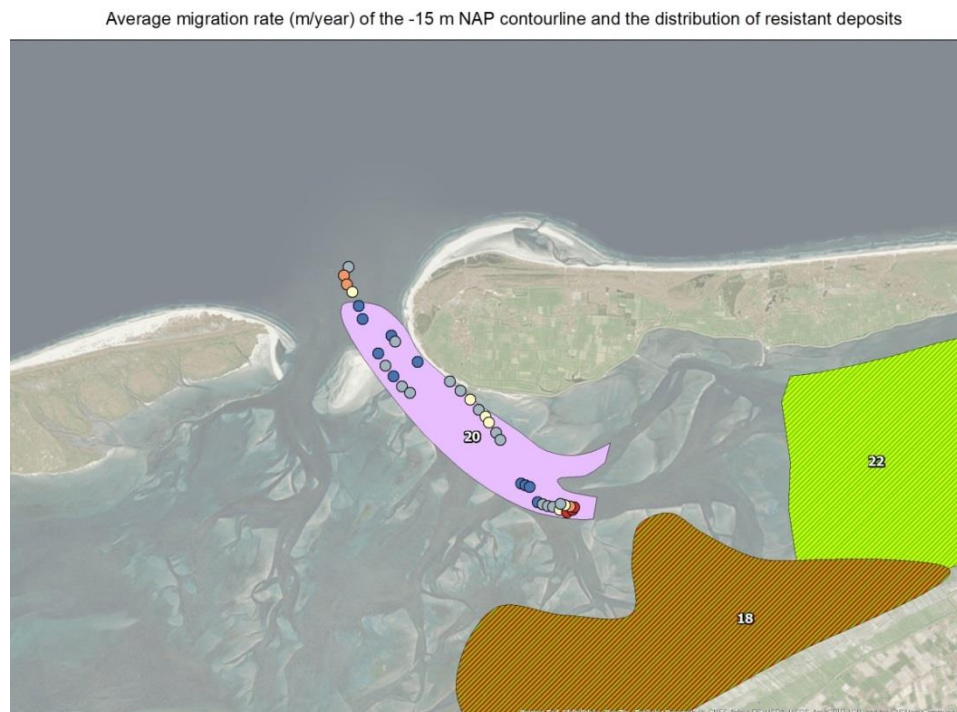 Average migration rate (m/year) of the -15 m NAP contourline and the distribution of resistant deposits
20
22
18